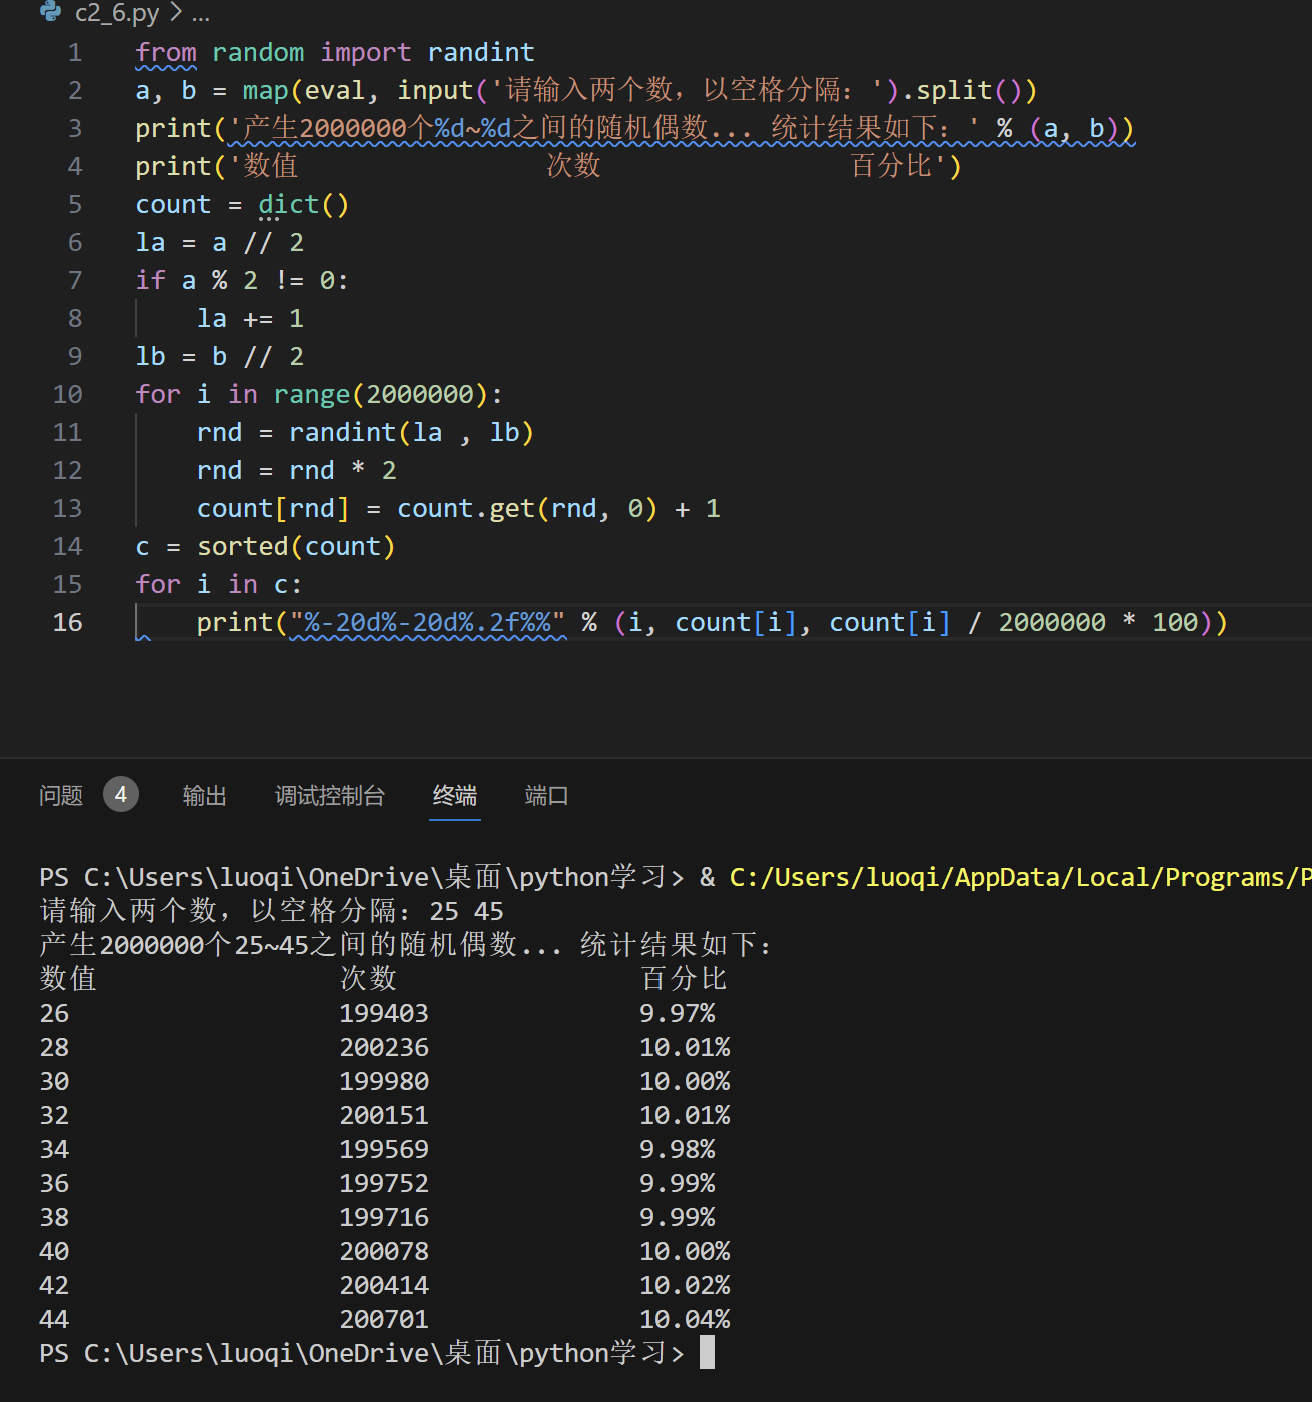 c2_6.py > ...
1 from random import randint
2 a, b = map(eval, input('请输入两个数，以空格分隔：').split())
3 print('产生2000000个%d~%d之间的随机偶数... 统计结果如下：' % (a, b))
4 print('数值                次数                百分比')
5 count = dict()
6 la = a // 2
7 if a % 2 != 0:
8     la += 1
9 lb = b // 2
10 for i in range(2000000):
11     rnd = randint(la , lb)
12     rnd = rnd * 2
13     count[rnd] = count.get(rnd, 0) + 1
14 c = sorted(count)
15 for i in c:
16     print("%-20d%-20d%.2f%%" % (i, count[i], count[i] / 2000000 * 100))
问题 4 输出 调试控制台 终端 端口
PS C:\Users\luoqi\OneDrive\桌面\python学习> & C:/Users/luoqi/AppData/Local/Programs/P
请输入两个数，以空格分隔：25 45
产生2000000个25~45之间的随机偶数... 统计结果如下：
数值                次数                百分比
26                  199403              9.97%
28                  200236              10.01%
30                  199980              10.00%
32                  200151              10.01%
34                  199569              9.98%
36                  199752              9.99%
38                  199716              9.99%
40                  200078              10.00%
42                  200414              10.02%
44                  200701              10.04%
PS C:\Users\luoqi\OneDrive\桌面\python学习>